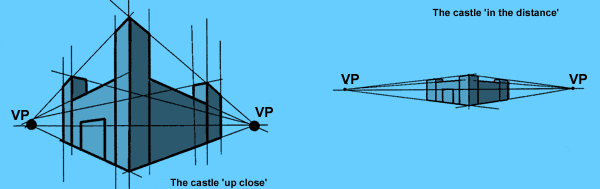 The castle 'in the distance'
VP
VP
VP
VP
The castle 'up close'